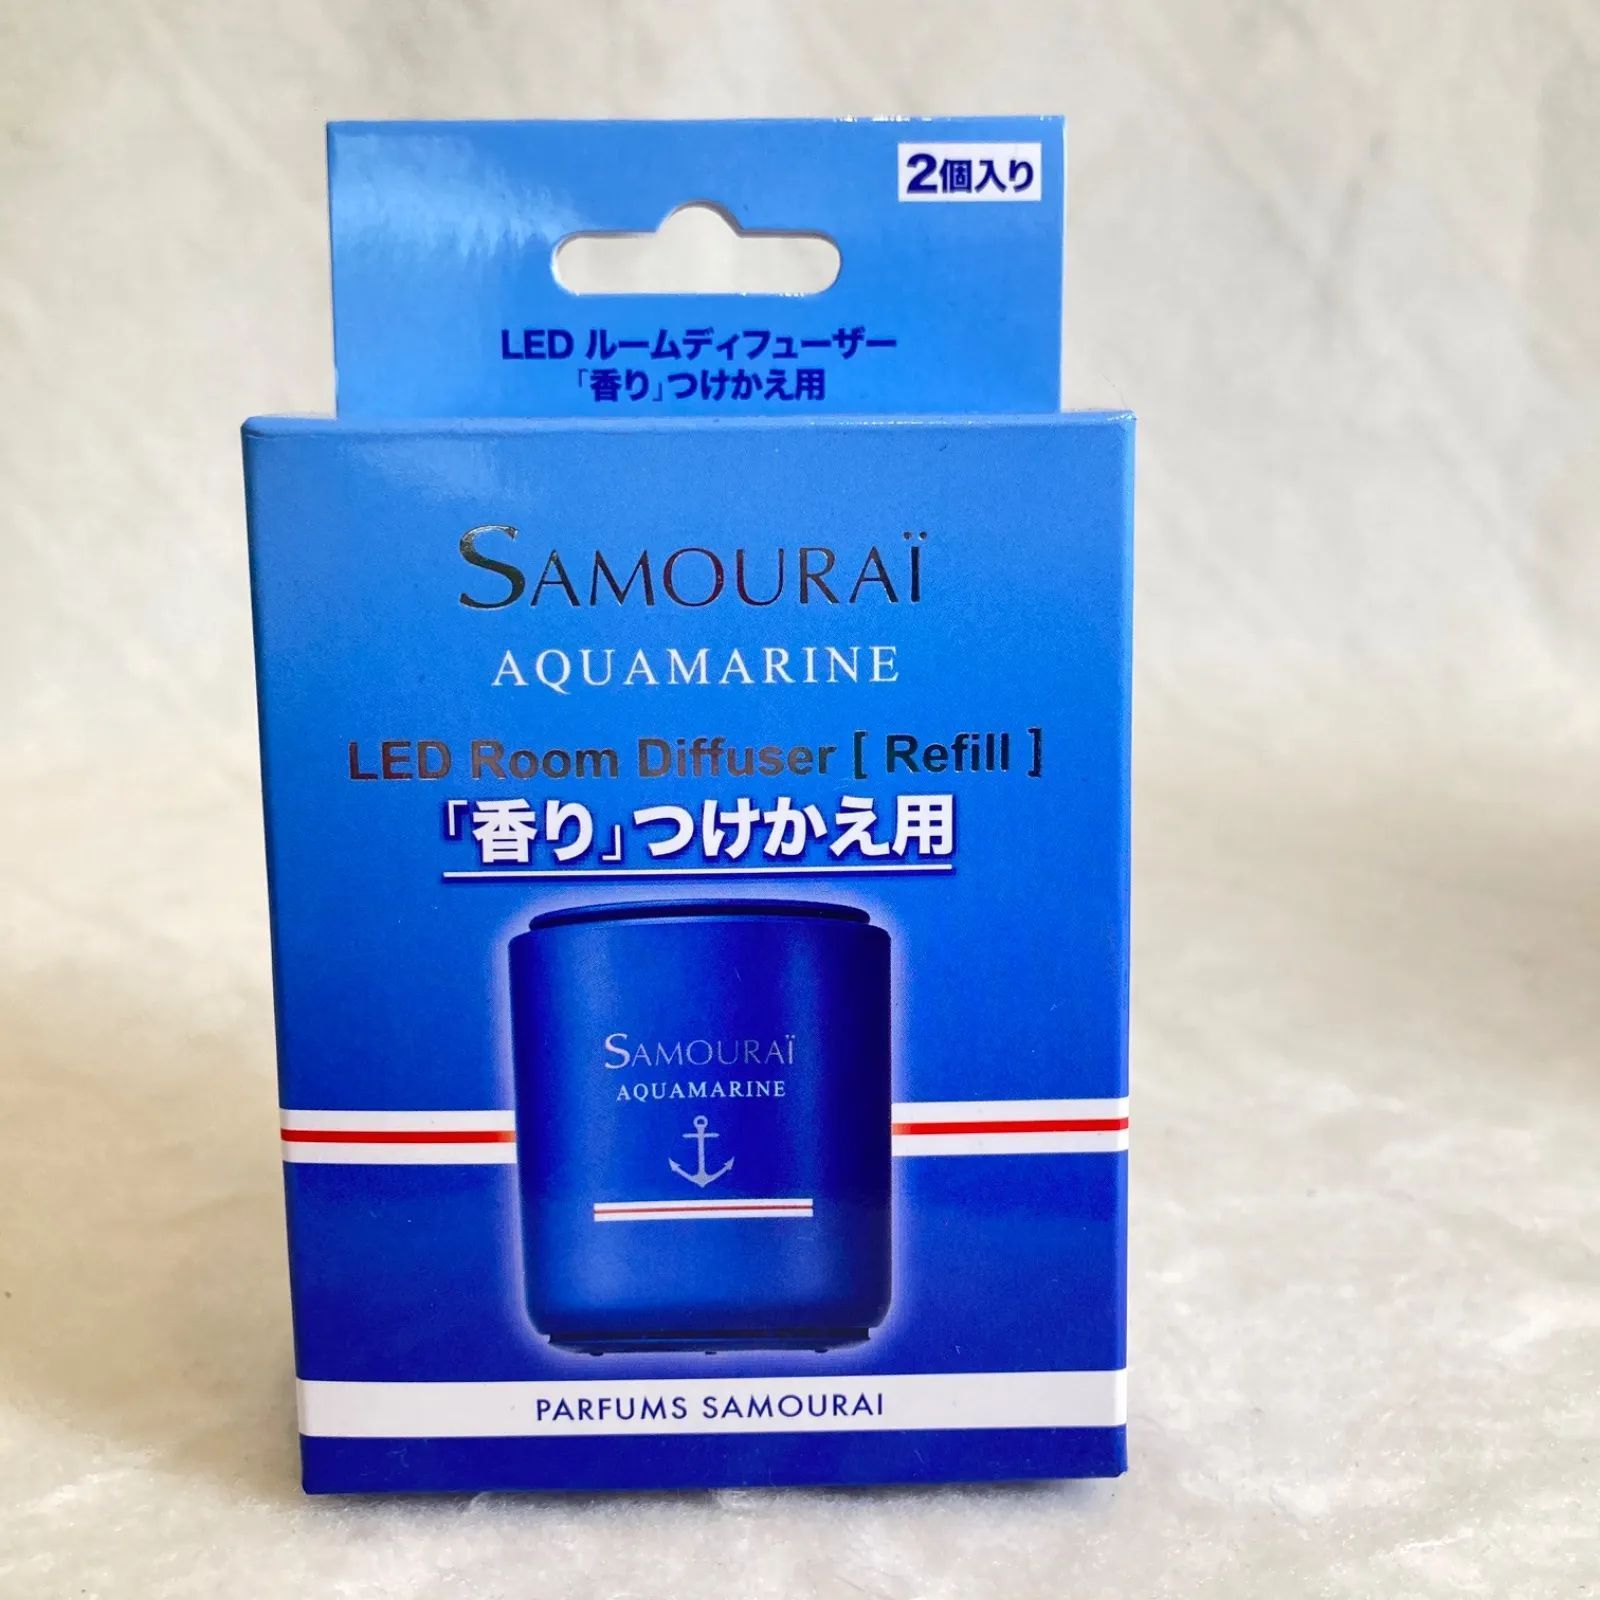 2個入り
LED ルームディフューザー
「香り」つけかえ用
SAMOURAÏ
AQUAMARINE
LED Room Diffuser [ Refill ]
「香り」つけかえ用
SAMOURAÏ
AQUAMARINE
PARFUMS SAMOURAI